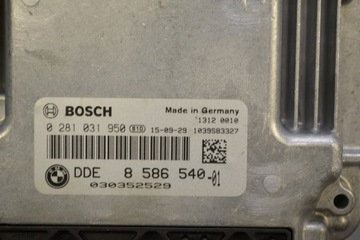 BOSCH
Made in Germany
1312 0010
0 281 031 950 15-09-29 1039S83327
DDE 8 586 540-01
030352529